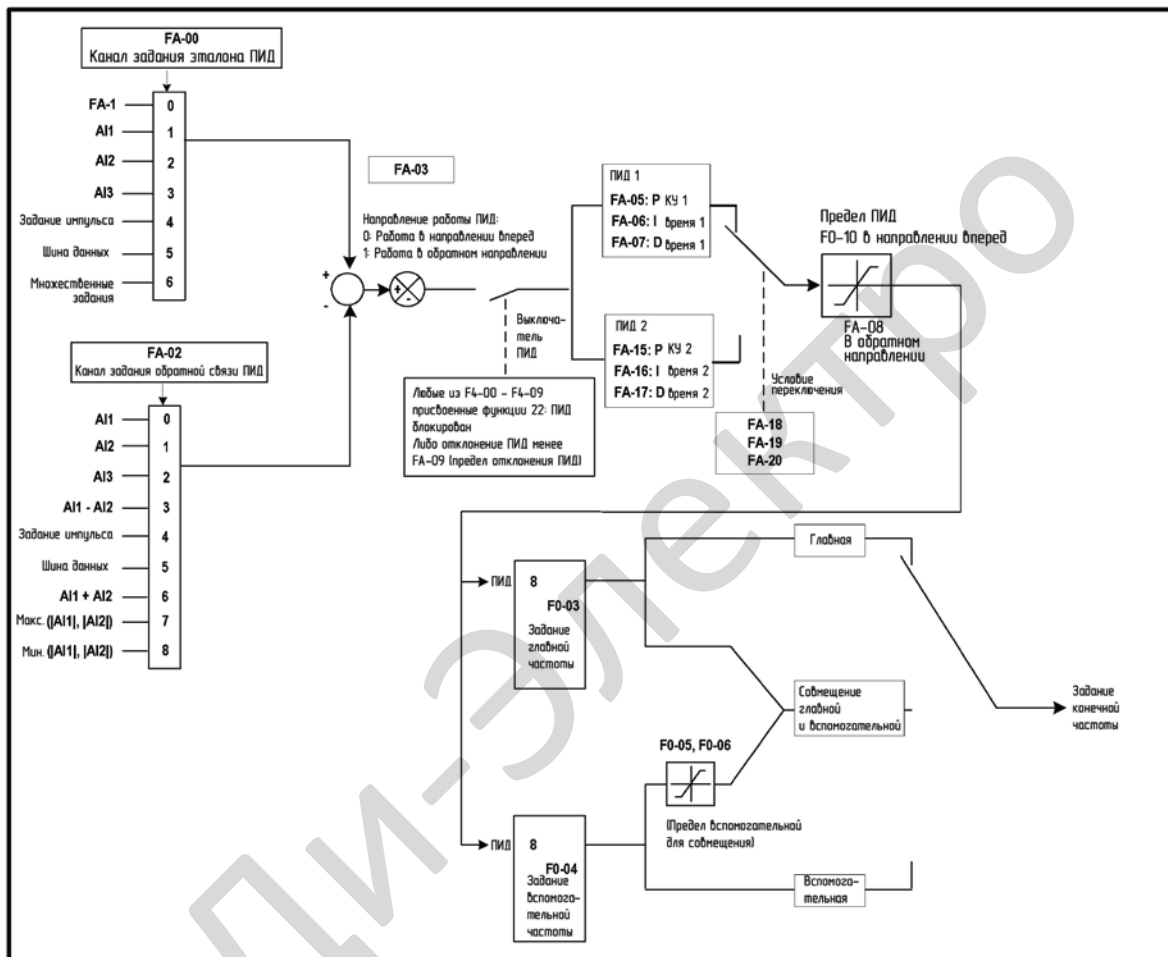 FA-00
Канал задания эталона ПИД
FA-1
0
AI1
1
AI2
2
AI3
3
Задание импульса
4
Шина данных
5
Множественные
задания
6
FA-02
Канал задания обратной связи ПИД
AI1
0
AI2
1
AI3
2
AI1 - AI2
3
Задание импульса
4
Шина данных
5
AI1 + AI2
6
Макс. (|AI1|, |AI2|)
7
Мин. (|AI1|, |AI2|)
8
FA-03
Направление работы ПИД:
0: Работа в направлении вперед
1: Работа в обратном направлении
+
-
+
-
Выключа-
тель
ПИД
Любые из F4-00 - F4-09
присвоенные функции 22: ПИД
блокирован
Либо отклонение ПИД менее
FA-09 (предел отклонения ПИД)
ПИД 1
FA-05: P КУ 1
FA-06: I время 1
FA-07: D время 1
ПИД 2
FA-15: P КУ 2
FA-16: I время 2
FA-17: D время 2
Условие
переключения
FA-18
FA-19
FA-20
Предел ПИД
F0-10 в направлении вперед
FA-08
В обратном
направлении
ПИД
8
F0-03
Задание
главной
частоты
ПИД
8
F0-04
Задание
вспомога-
тельной
частоты
F0-05, F0-06
(Предел вспомогательной
для совмещения)
Главная
Совмещение
главной
и вспомогательной
Вспомога-
тельная
Задание
конечной
частоты
Ди-Электро